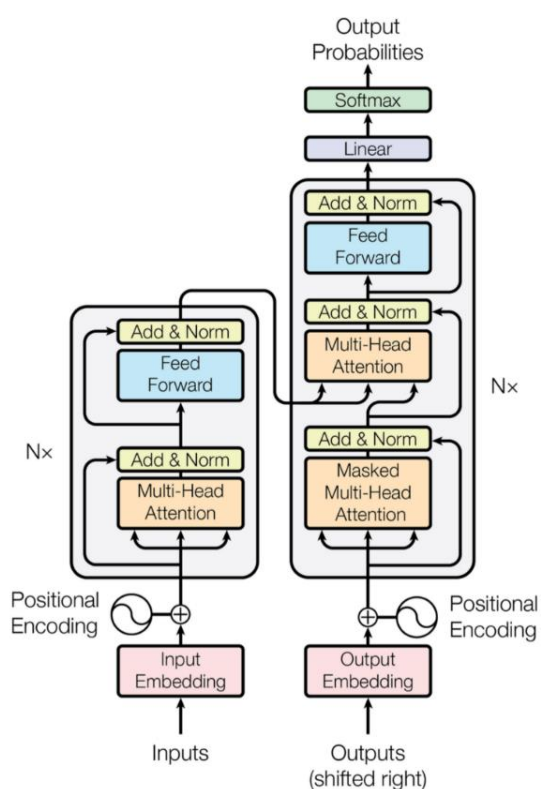 Output
Probabilities
Softmax
Linear
Add & Norm
Feed
Forward
Add & Norm
Multi-Head
Attention
Add & Norm
Masked
Multi-Head
Attention
Nx
Add & Norm
Feed
Forward
Add & Norm
Multi-Head
Attention
Nx
Positional
Encoding
Positional
Encoding
Input
Embedding
Output
Embedding
Inputs
Outputs
(shifted right)